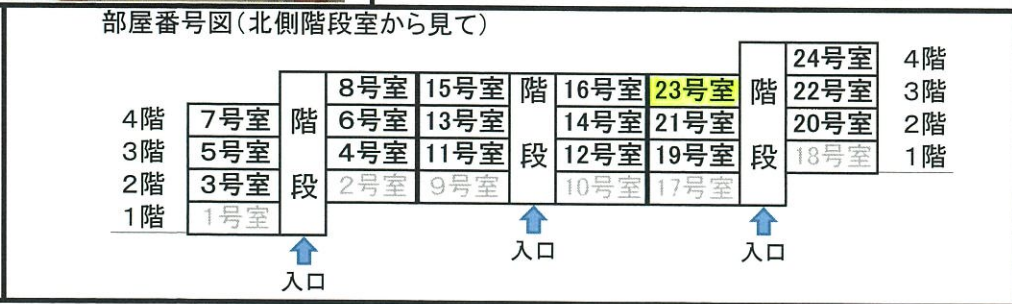 部屋番号図(北側階段室から見て)
24号室 4階
8号室 15号室 階 16号室 23号室 階 22号室 3階
4階 7号室 階 6号室 13号室 14号室 21号室 20号室 2階
3階 5号室 4号室 11号室 段 12号室 19号室 段 18号室 1階
2階 3号室 段 2号室 9号室 10号室 17号室
1階 1号室
入口 入口
入口